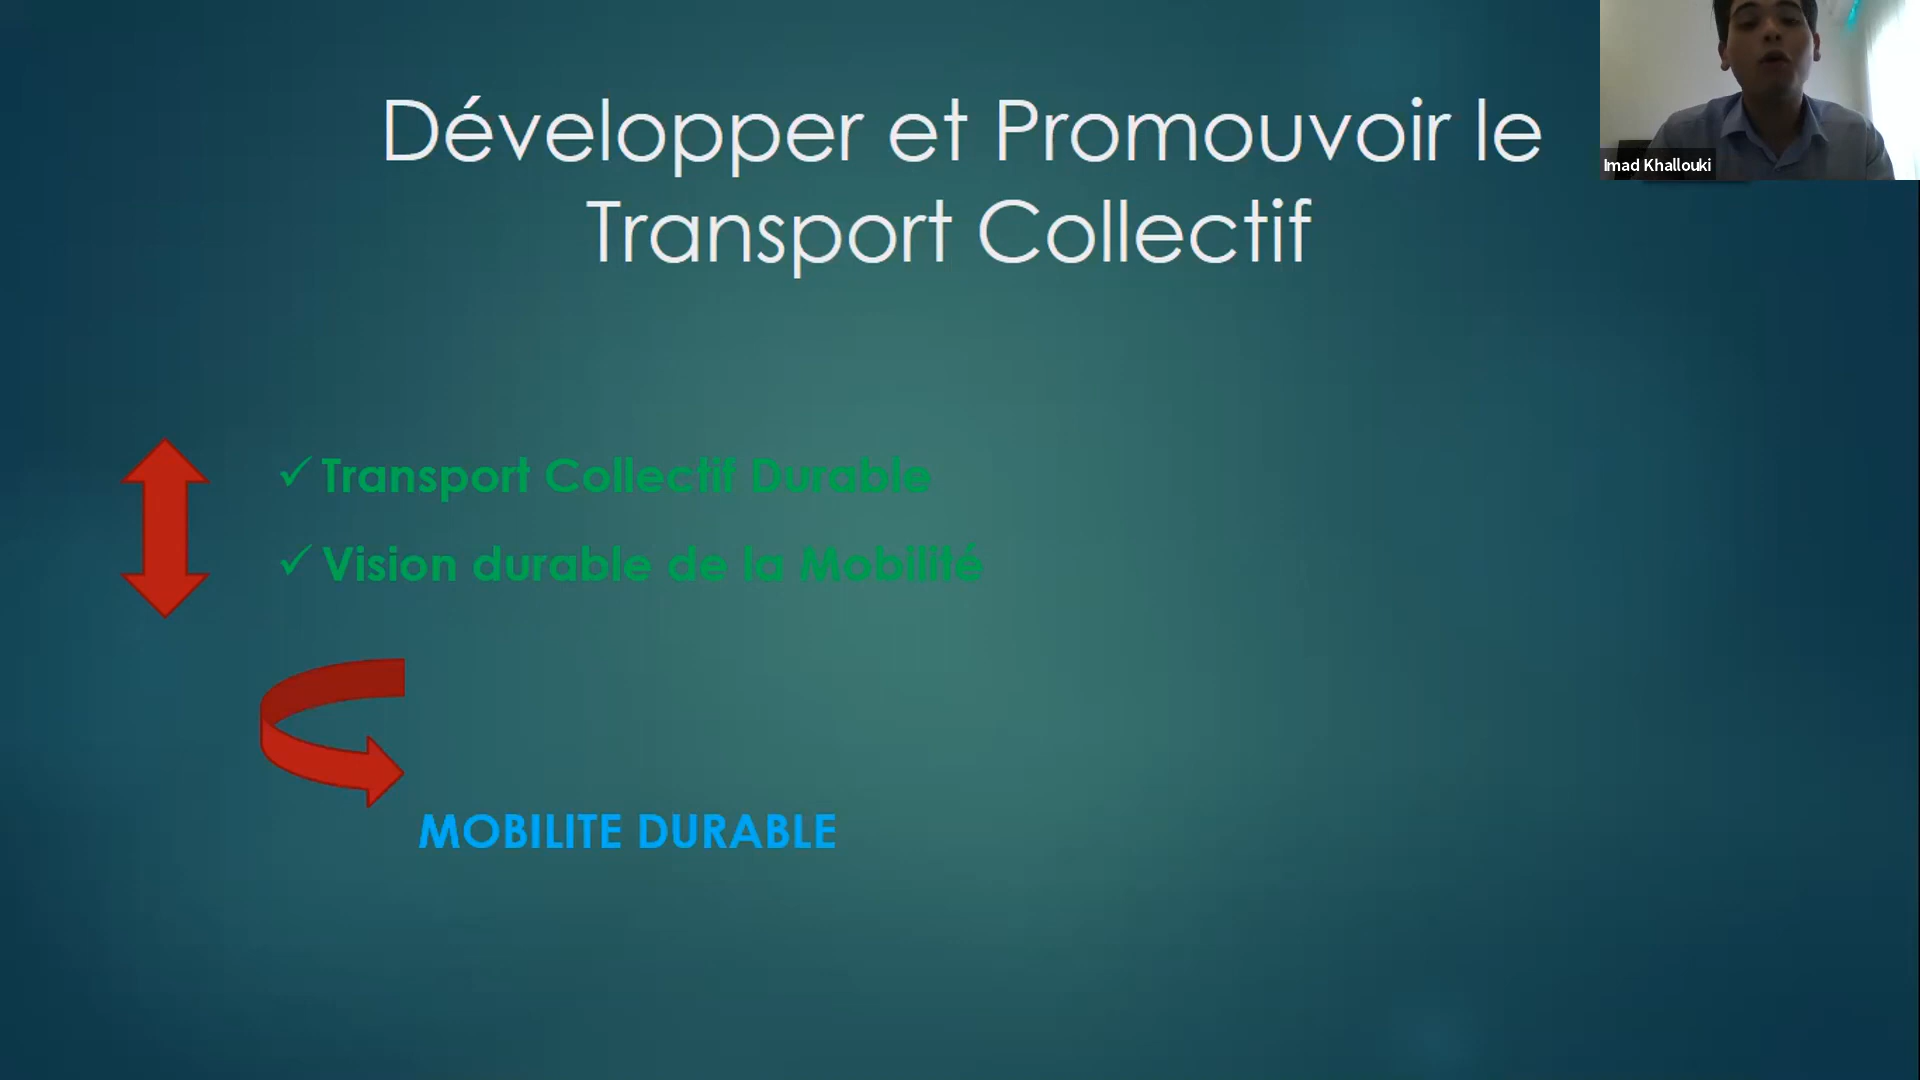 Développer et Promouvoir le
Transport Collectif
Imad Khallouki
✓ Transport Collectif Durable
✓ Vision durable de la Mobilité
MOBILITE DURABLE